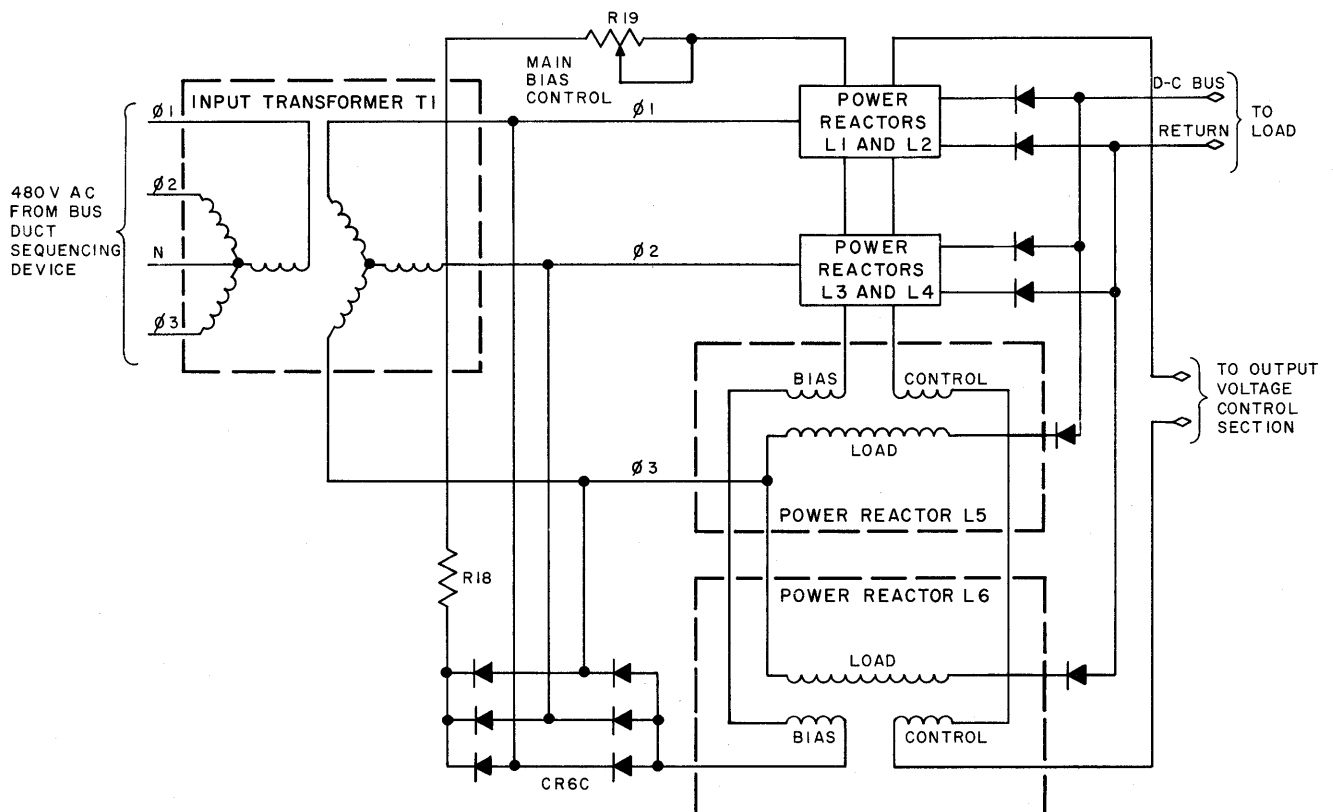 R19
MAIN
BIAS
CONTROL
INPUT TRANSFORMER T1
Ø1
Ø2
N
Ø3
480V AC
FROM BUS
DUCT
SEQUENCING
DEVICE
Ø1
Ø2
Ø3
POWER
REACTORS
L1 AND L2
POWER
REACTORS
L3 AND L4
D-C BUS
RETURN
TO
LOAD
BIAS
CONTROL
LOAD
POWER REACTOR L5
TO OUTPUT
VOLTAGE
CONTROL
SECTION
R18
POWER REACTOR L6
LOAD
BIAS
CONTROL
CR6C